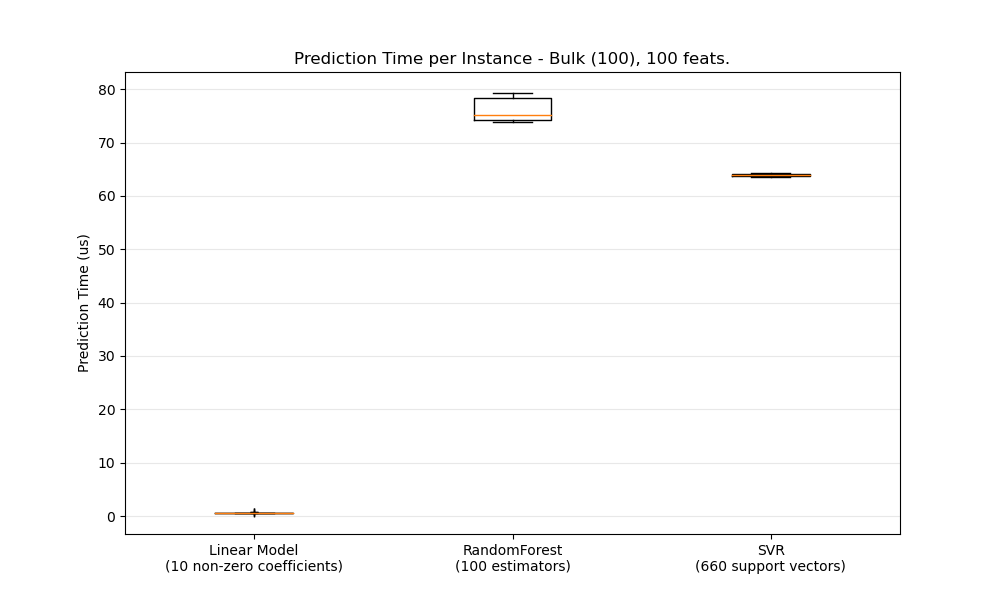 Prediction Time per Instance - Bulk (100), 100 feats.
80
70
60
50
40
30
20
10
0
Prediction Time (us)
Linear Model
(10 non-zero coefficients)
RandomForest
(100 estimators)
SVR
(660 support vectors)